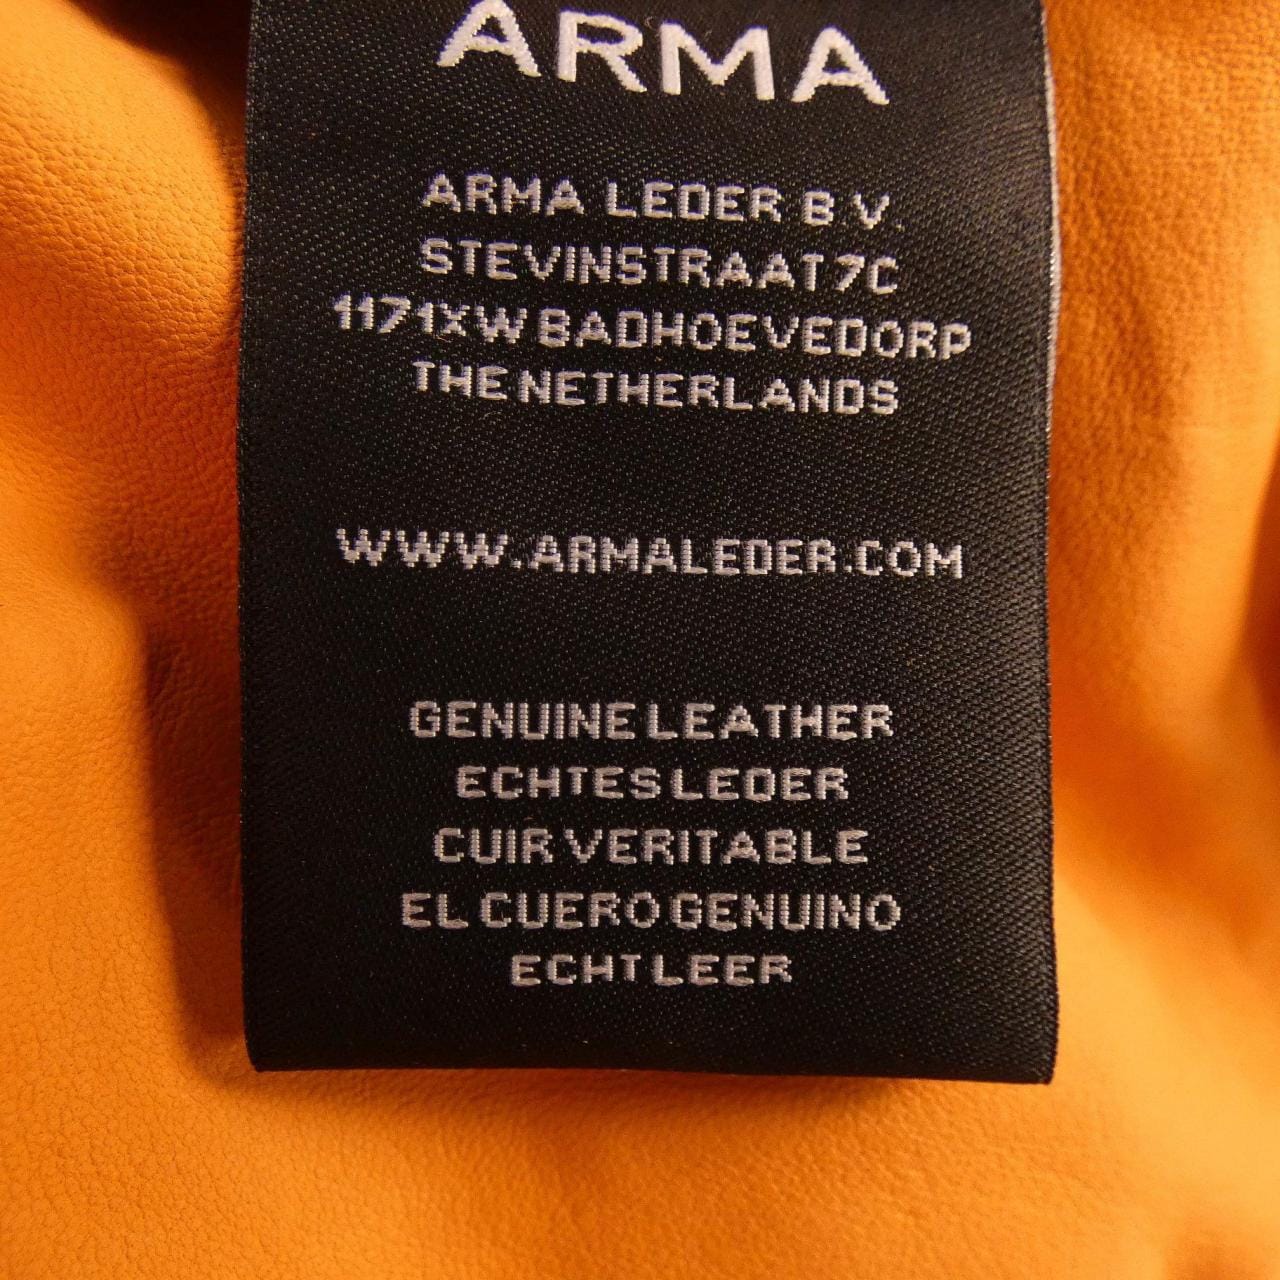 ARMA
ARMA LEDER B.V.
STEVINSTRAAT 7C
1171XW BADHOEVEDORP
THE NETHERLANDS
WWW.ARMALEDER.COM
GENUINE LEATHER
ECHTES LEDER
CUIR VERITABLE
EL CUERO GENUINO
ECHT LEER